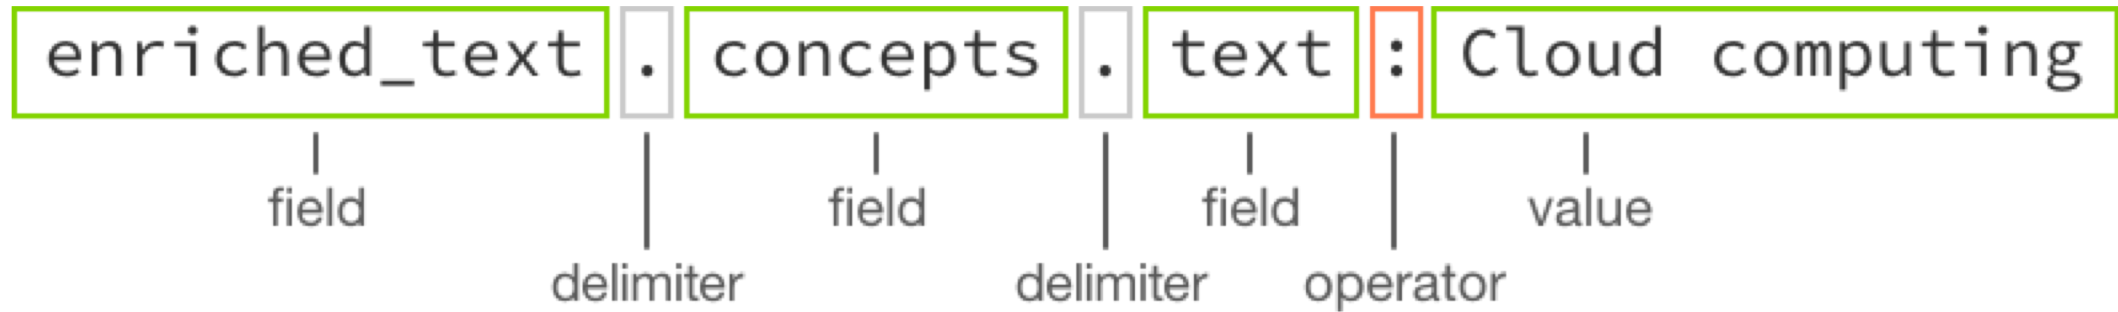 enriched_text . concepts . text : Cloud computing
field field field value
delimiter delimiter operator